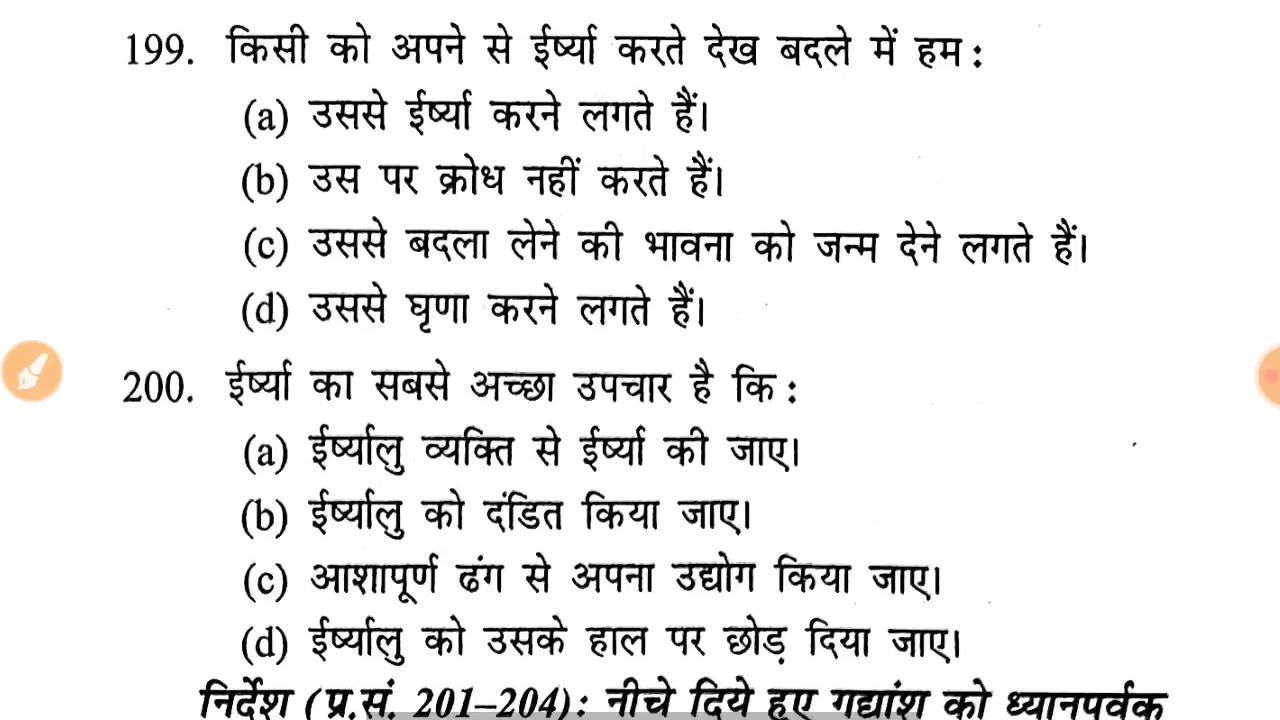 199. किसी को अपने से ईर्ष्या करते देख बदले में हम :
(a) उससे ईर्ष्या करने लगते हैं।
(b) उस पर क्रोध नहीं करते हैं।
(c) उससे बदला लेने की भावना को जन्म देने लगते हैं।
(d) उससे घृणा करने लगते हैं।
200. ईर्ष्या का सबसे अच्छा उपचार है कि :
(a) ईर्ष्यालु व्यक्ति से ईर्ष्या की जाए।
(b) ईर्ष्यालु को दंडित किया जाए।
(c) आशापूर्ण ढंग से अपना उद्योग किया जाए।
(d) ईर्ष्यालु को उसके हाल पर छोड़ दिया जाए।
निर्देश (प्र.सं. 201–204) : नीचे दिये हुए गद्यांश को ध्यानपूर्वक